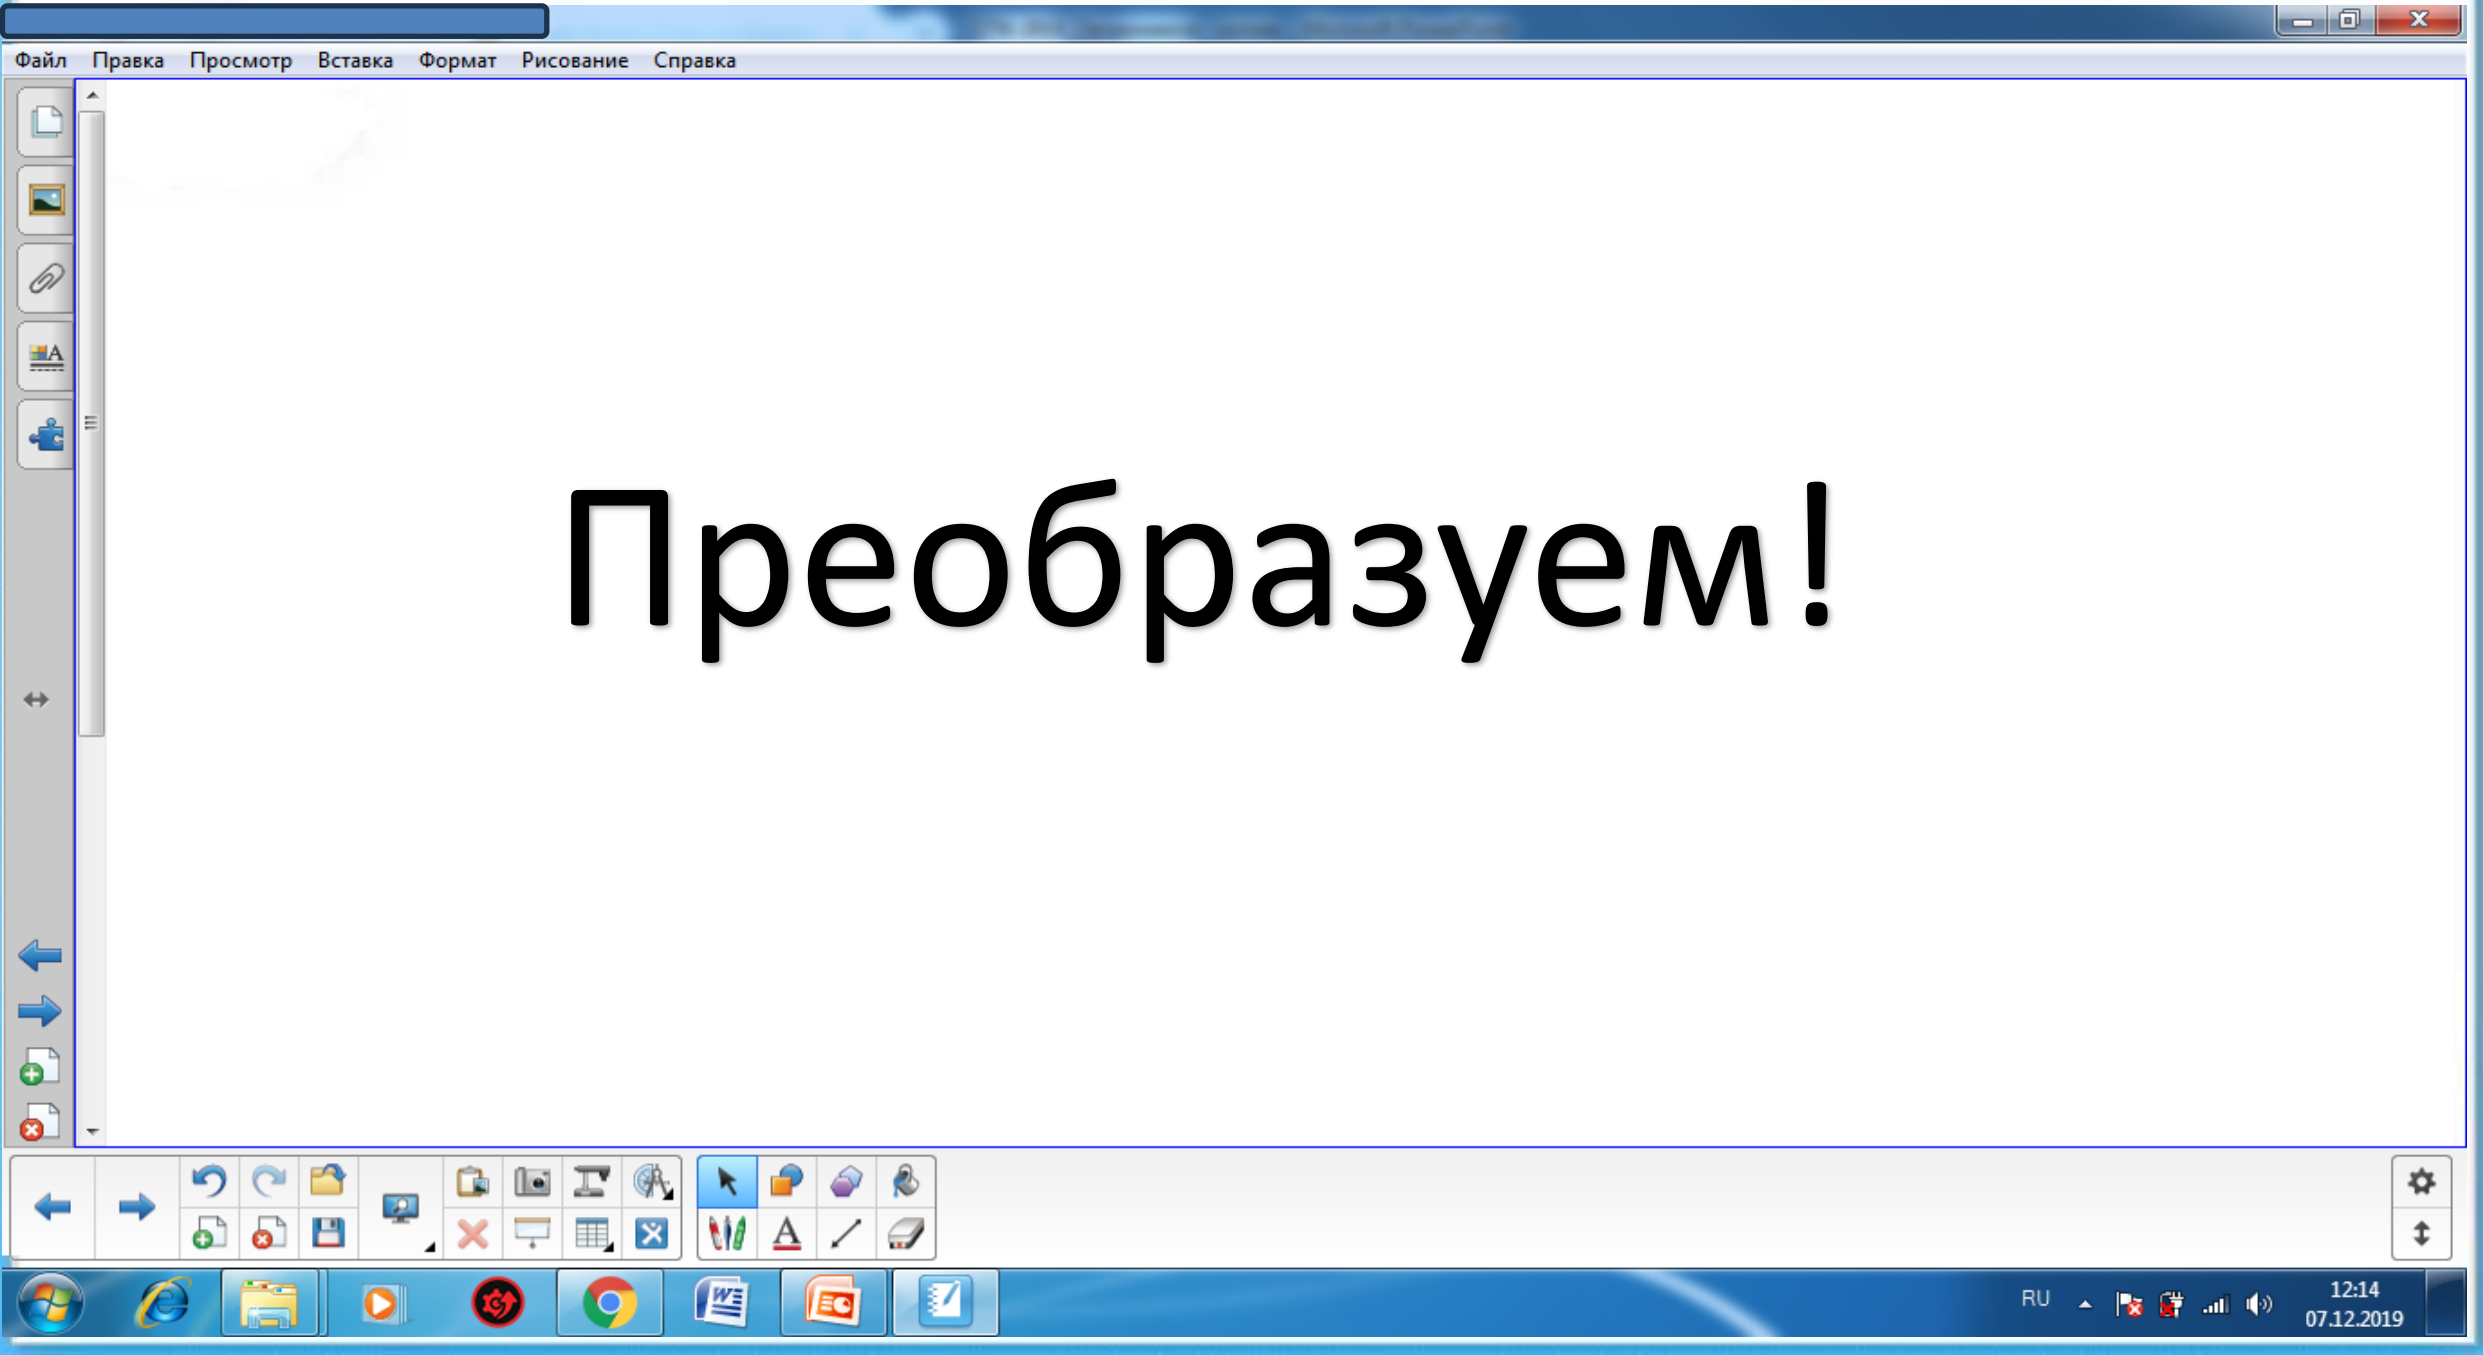 Файл Правка Просмотр Вставка Формат Рисование Справка
Преобразуем!
RU
12:14
07.12.2019